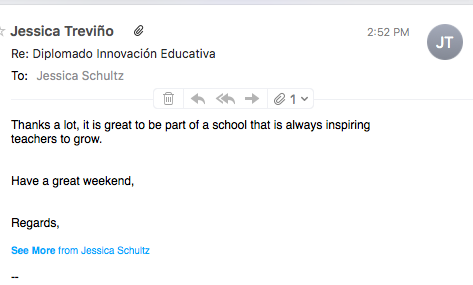 Jessica Treviño
2:52 PM
JT
Re: Diplomado Innovación Educativa
To: Jessica Schultz
1
Thanks a lot, it is great to be part of a school that is always inspiring
teachers to grow.
Have a great weekend,
Regards,
See More from Jessica Schultz
--